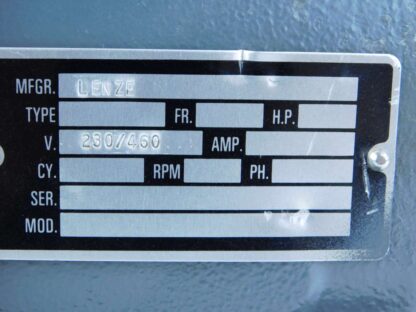 MFGR. LENZE
TYPE FR. H.P.
V. 230/460 AMP.
CY. RPM PH.
SER.
MOD.